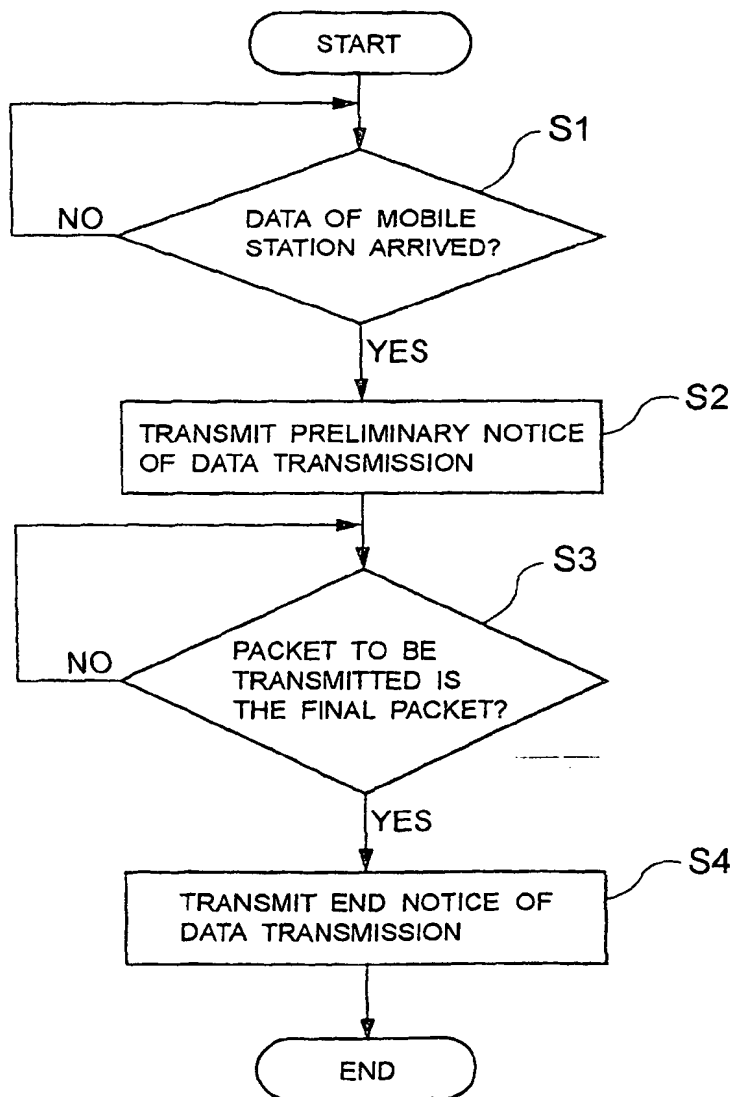 START
S1
DATA OF MOBILE
STATION ARRIVED?
NO
YES
S2
TRANSMIT PRELIMINARY NOTICE
OF DATA TRANSMISSION
S3
PACKET TO BE
TRANSMITTED IS
THE FINAL PACKET?
NO
YES
S4
TRANSMIT END NOTICE OF
DATA TRANSMISSION
END